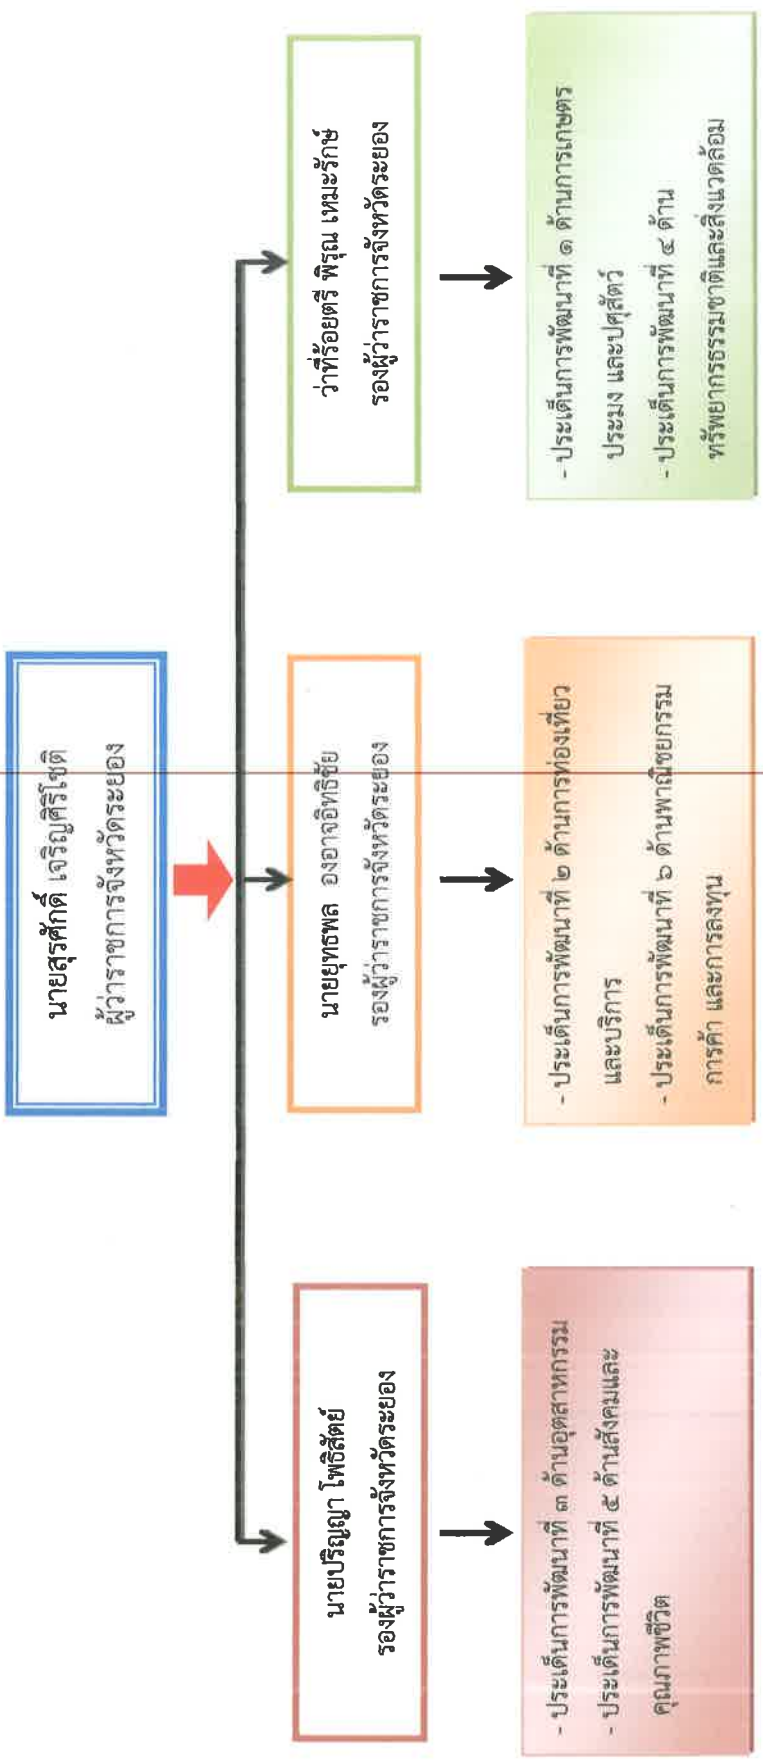 นายสุรศักดิ์ เจริญศิริโชติ
ผู้ว่าราชการจังหวัดระยอง
นายปริญญา โพธิสัตย์
รองผู้ว่าราชการจังหวัดระยอง
- ประเด็นการพัฒนาที่ ๓ ด้านอุตสาหกรรม
- ประเด็นการพัฒนาที่ ๕ ด้านสังคมและ
คุณภาพชีวิต
นายยุทธพล องอาจอิทธิชัย
รองผู้ว่าราชการจังหวัดระยอง
- ประเด็นการพัฒนาที่ ๒ ด้านการท่องเที่ยว
และบริการ
- ประเด็นการพัฒนาที่ ๖ ด้านพาณิชยกรรม
การค้า และการลงทุน
ว่าที่ร้อยตรี พิรุณ เหมะรักษ์
รองผู้ว่าราชการจังหวัดระยอง
- ประเด็นการพัฒนาที่ ๑ ด้านการเกษตร
ประมง และปศุสัตว์
- ประเด็นการพัฒนาที่ ๔ ด้าน
ทรัพยากรธรรมชาติและสิ่งแวดล้อม